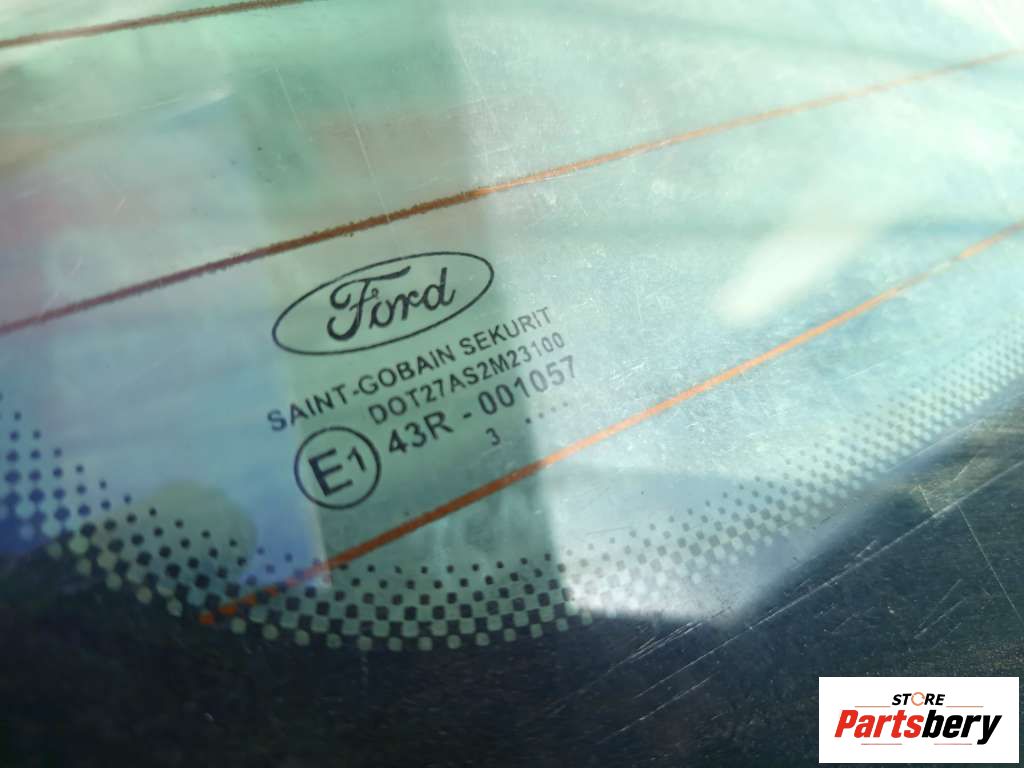 Ford
SAINT-GOBAIN SEKURIT
DOT27AS2M23100
E1 43R - 001057
3 ....
STORE
Partsbery